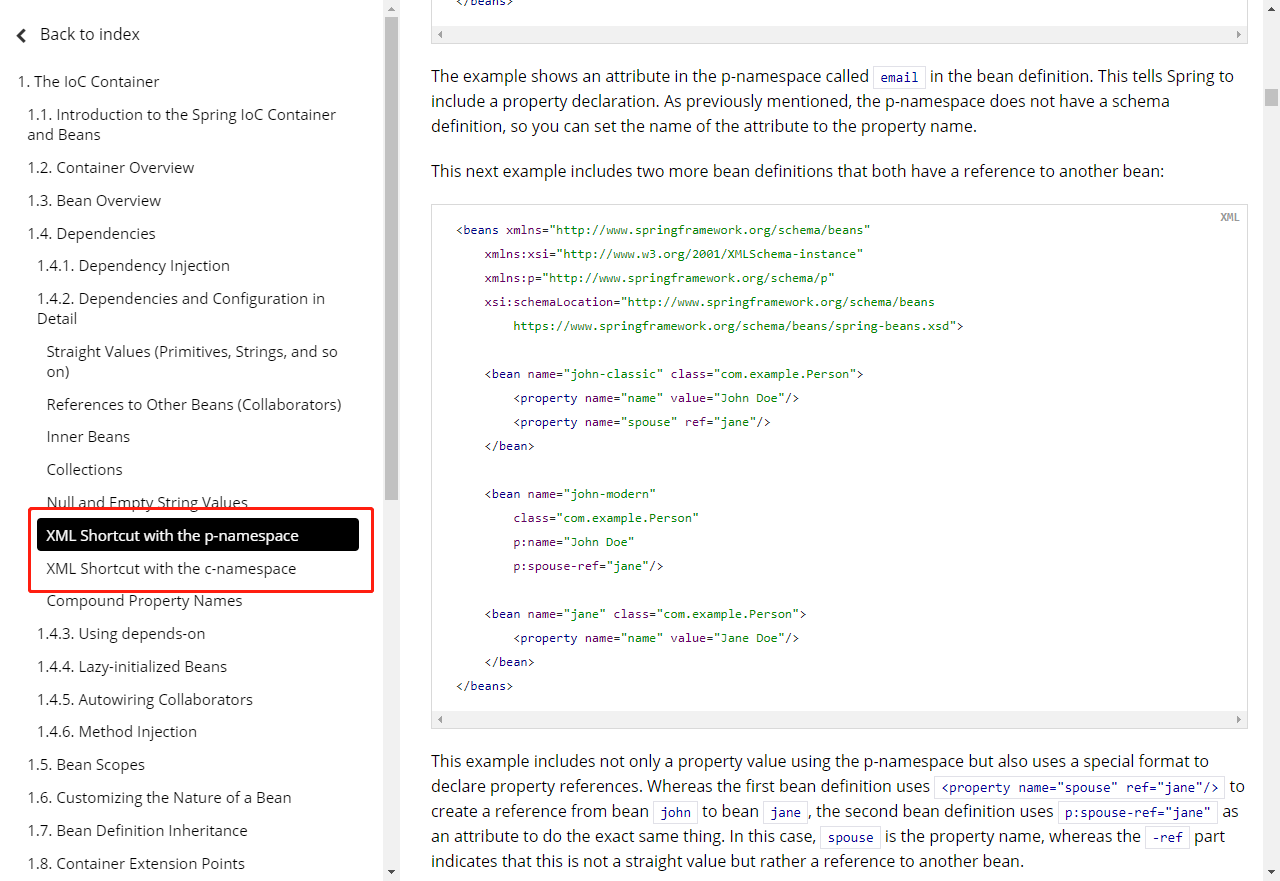 Back to index
1. The IoC Container
1.1. Introduction to the Spring IoC Container
and Beans
1.2. Container Overview
1.3. Bean Overview
1.4. Dependencies
1.4.1. Dependency Injection
1.4.2. Dependencies and Configuration in
Detail
Straight Values (Primitives, Strings, and so
on)
References to Other Beans (Collaborators)
Inner Beans
Collections
Null and Empty String Values
XML Shortcut with the p-namespace
XML Shortcut with the c-namespace
Compound Property Names
1.4.3. Using depends-on
1.4.4. Lazy-initialized Beans
1.4.5. Autowiring Collaborators
1.4.6. Method Injection
1.5. Bean Scopes
1.6. Customizing the Nature of a Bean
1.7. Bean Definition Inheritance
1.8. Container Extension Points
</beans>
The example shows an attribute in the p-namespace called email in the bean definition. This tells Spring to
include a property declaration. As previously mentioned, the p-namespace does not have a schema
definition, so you can set the name of the attribute to the property name.
This next example includes two more bean definitions that both have a reference to another bean:
XML
<beans xmlns="http://www.springframework.org/schema/beans"
xmlns:xsi="http://www.w3.org/2001/XMLSchema-instance"
xmlns:p="http://www.springframework.org/schema/p"
xsi:schemaLocation="http://www.springframework.org/schema/beans
https://www.springframework.org/schema/beans/spring-beans.xsd">
<bean name="john-classic" class="com.example.Person">
<property name="name" value="John Doe"/>
<property name="spouse" ref="jane"/>
</bean>
<bean name="john-modern"
class="com.example.Person"
p:name="John Doe"
p:spouse-ref="jane"/>
<bean name="jane" class="com.example.Person">
<property name="name" value="Jane Doe"/>
</bean>
</beans>
This example includes not only a property value using the p-namespace but also uses a special format to
declare property references. Whereas the first bean definition uses <property name="spouse" ref="jane"/> to
create a reference from bean john to bean jane , the second bean definition uses p:spouse-ref="jane" as
an attribute to do the exact same thing. In this case, spouse is the property name, whereas the -ref part
indicates that this is not a straight value but rather a reference to another bean.